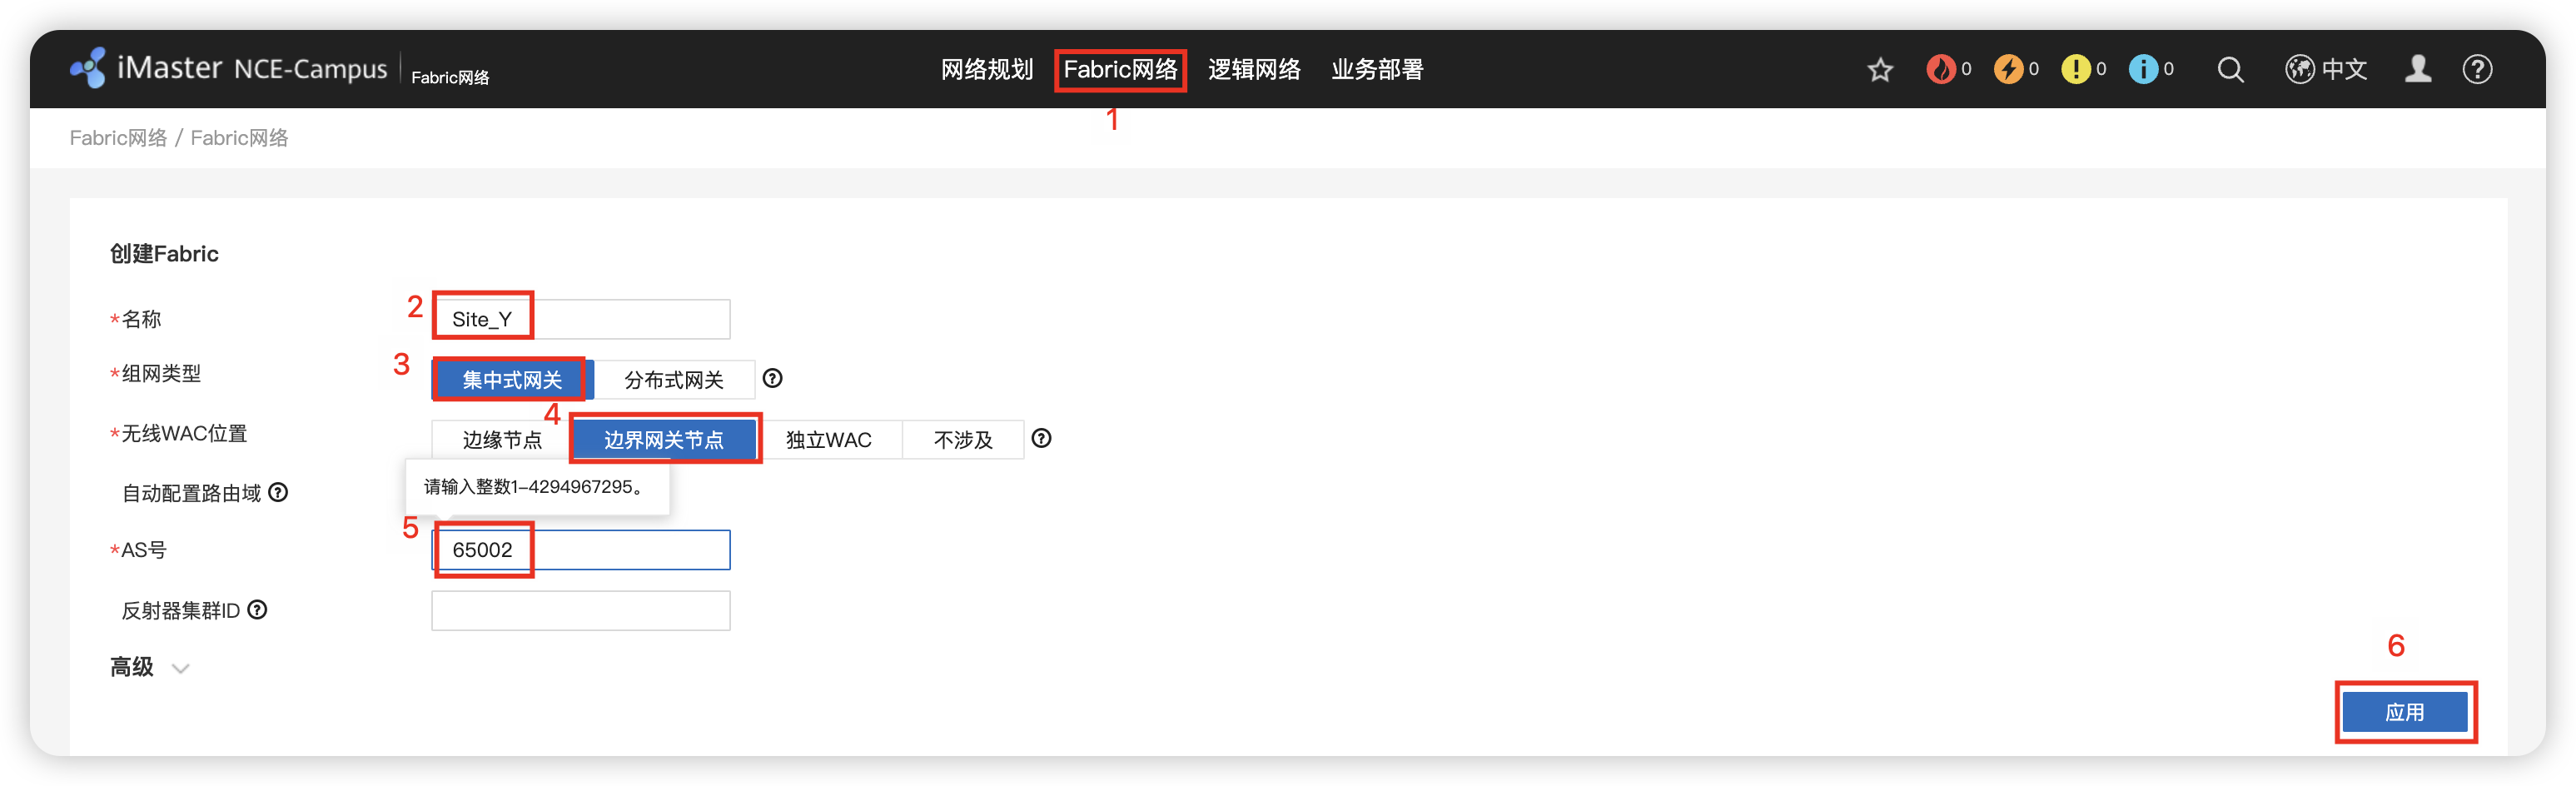 iMaster NCE-Campus | Fabric网络 网络规划 Fabric网络 逻辑网络 业务部署 0 0 0 0 中文
1
Fabric网络 / Fabric网络
创建Fabric
*名称 2 Site_Y
*组网类型 3 集中式网关 分布式网关
*无线WAC位置 4 边缘节点 边界网关节点 独立WAC 不涉及
请输入整数1–4294967295。
自动配置路由域
*AS号 5 65002
反射器集群ID
高级
6
应用